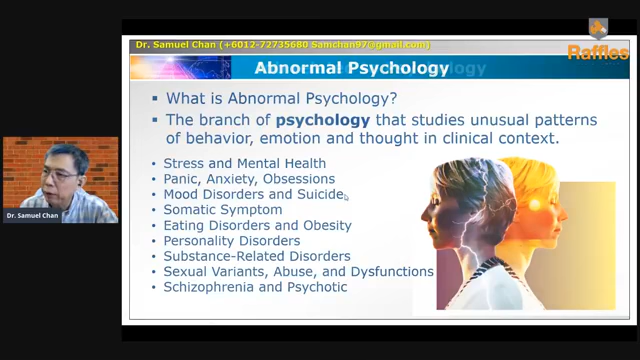 Dr. Samuel Chan (+6012-72735680 Samchan97@gmail.com)
Raffles
Abnormal Psychology
▪ What is Abnormal Psychology?
▪ The branch of psychology that studies unusual patterns
of behavior, emotion and thought in clinical context.
• Stress and Mental Health
• Panic, Anxiety, Obsessions
• Mood Disorders and Suicide
• Somatic Symptom
• Eating Disorders and Obesity
• Personality Disorders
• Substance-Related Disorders
• Sexual Variants, Abuse, and Dysfunctions
• Schizophrenia and Psychotic
Dr. Samuel Chan